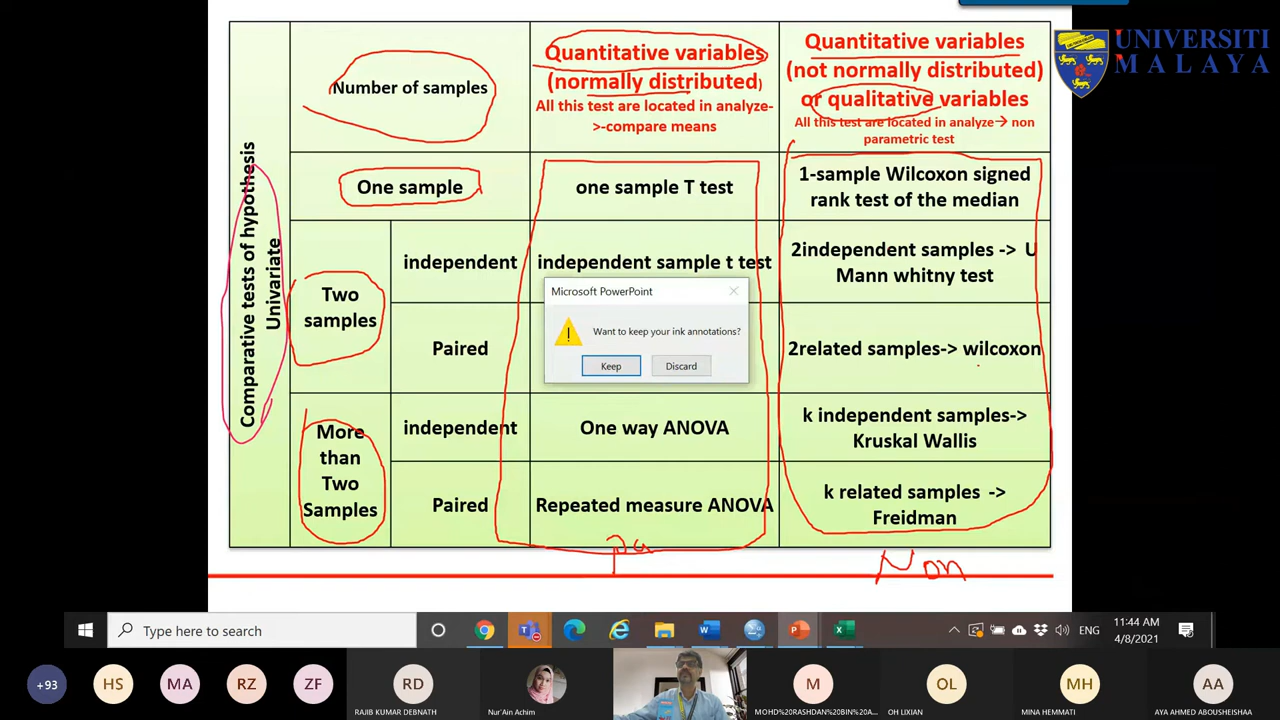 UNIVERSITI
MALAYA
Comparative tests of hypothesis
Univariate
Number of samples
Quantitative variables
(normally distributed)
All this test are located in analyze-
>-compare means
Quantitative variables
(not normally distributed)
or qualitative variables
All this test are located in analyze→ non
parametric test
One sample
one sample T test
1-sample Wilcoxon signed
rank test of the median
Two
samples
independent
independent sample t test
2independent samples -> U
Mann whitny test
Paired
2related samples-> wilcoxon
Microsoft PowerPoint
Want to keep your ink annotations?
Keep
Discard
More
than
Two
Samples
independent
One way ANOVA
k independent samples->
Kruskal Wallis
Paired
Repeated measure ANOVA
k related samples ->
Freidman
Pa
Non
Type here to search
ENG
11:44 AM
4/8/2021
+93
HS
MA
RZ
ZF
RD
RAJIB KUMAR DEBNATH
Nur'Ain Achim
M
MOHD%20RASHDAN%20BIN%20A...
OL
OH LIXIAN
MH
MINA HEMMATI
AA
AYA AHMED ABOUSHEISHAA